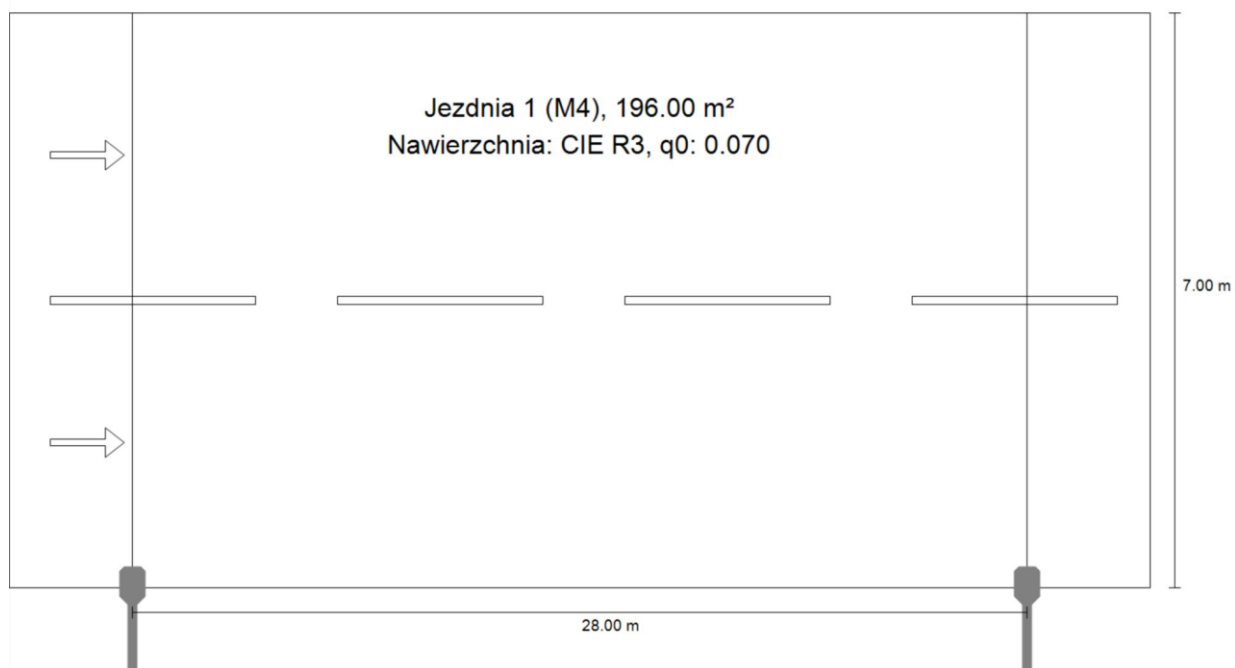 Jezdnia 1 (M4), 196.00 m²
Nawierzchnia: CIE R3, q0: 0.070
7.00 m
28.00 m